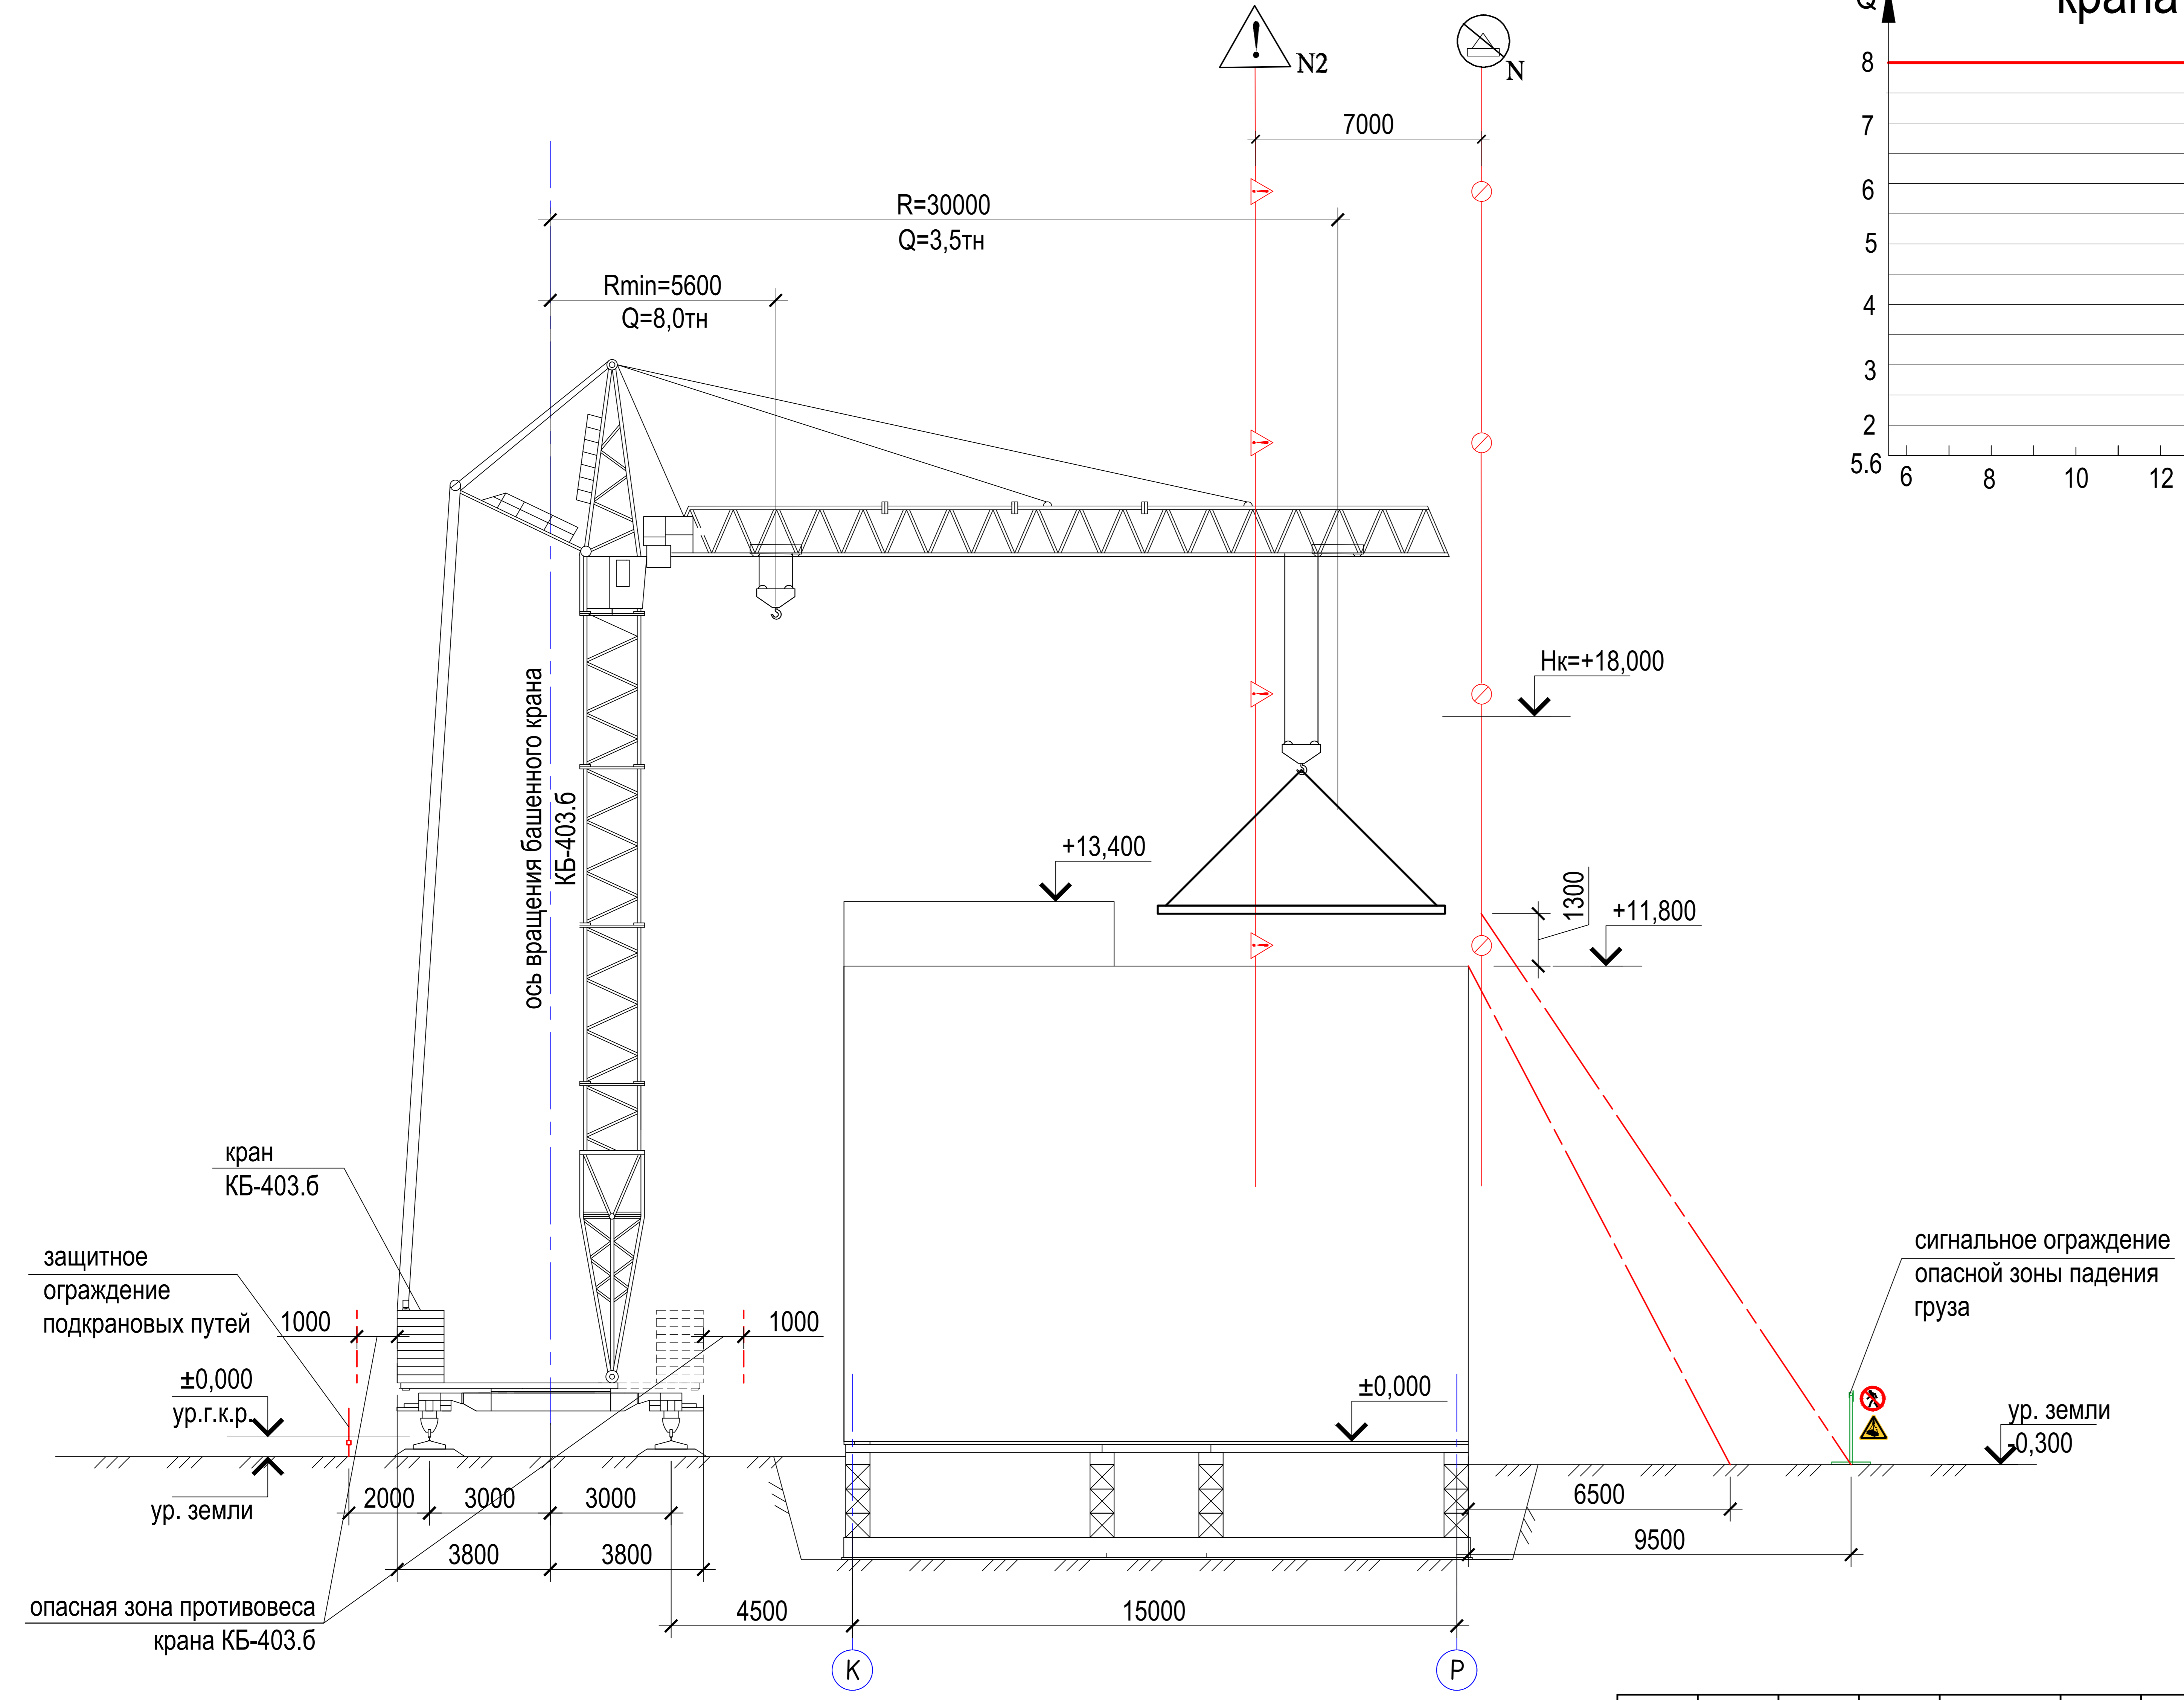 Q
крана
N2
N
8
7
7000
6
R=30000
Q=3,5тн
5
Rmin=5600
Q=8,0тн
4
3
2
5.6
6
8
10
12
Нк=+18,000
ось вращения башенного крана
КБ-403.б
+13,400
1300
+11,800
кран
КБ-403.б
защитное
ограждение
подкрановых путей
1000
1000
сигнальное ограждение
опасной зоны падения
груза
±0,000
ур.г.к.р.
±0,000
ур. земли
-0,300
2000
3000
3000
6500
ур. земли
3800
3800
9500
опасная зона противовеса
крана КБ-403.б
4500
15000
К
Р